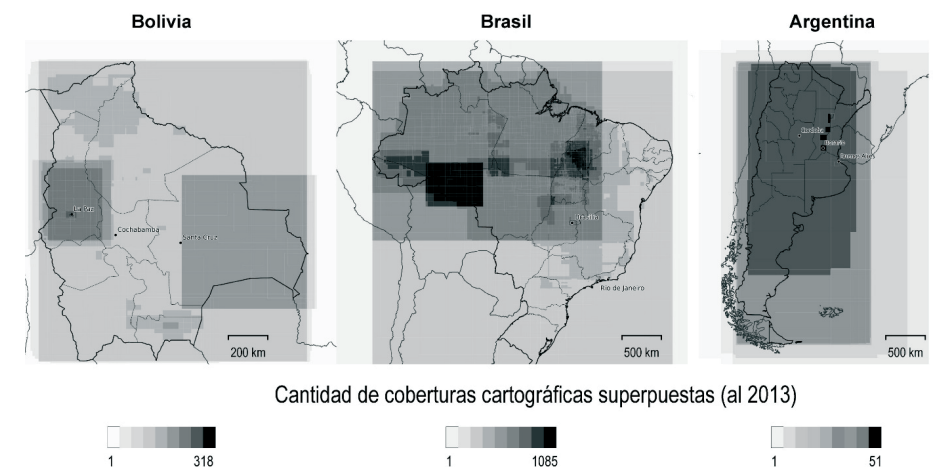 Bolivia
Brasil
Argentina
La Paz
Cochabamba
Santa Cruz
200 km
Brasilia
Rio de Janeiro
500 km
Cordoba
Rosario
Buenos Aires
500 km
Cantidad de coberturas cartográficas superpuestas (al 2013)
1 318
1 1085
1 51